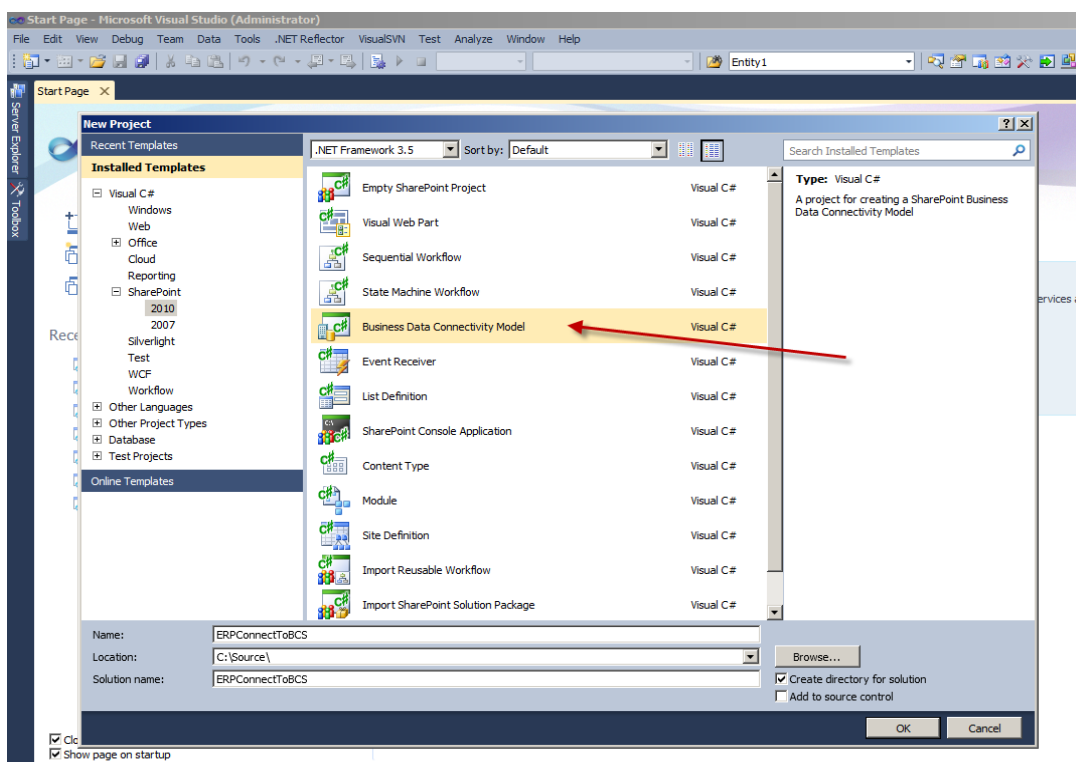 Start Page - Microsoft Visual Studio (Administrator)
File Edit View Debug Team Data Tools .NET Reflector VisualSVN Test Analyze Window Help
Entity1
Server Explorer
Toolbox
Start Page
New Project
Recent Templates
Installed Templates
Visual C#
Windows
Web
Office
Cloud
Reporting
SharePoint
2010
2007
Silverlight
Test
WCF
Workflow
Other Languages
Other Project Types
Database
Test Projects
Online Templates
.NET Framework 3.5 Sort by: Default
Empty SharePoint Project Visual C#
Visual Web Part Visual C#
Sequential Workflow Visual C#
State Machine Workflow Visual C#
Business Data Connectivity Model Visual C#
Event Receiver Visual C#
List Definition Visual C#
SharePoint Console Application Visual C#
Content Type Visual C#
Module Visual C#
Site Definition Visual C#
Import Reusable Workflow Visual C#
Import SharePoint Solution Package Visual C#
Search Installed Templates
Type: Visual C#
A project for creating a SharePoint Business
Data Connectivity Model
Name: ERPConnectToBCS
Location: C:\Source\
Browse...
Solution name: ERPConnectToBCS
Create directory for solution
Add to source control
OK Cancel
Rece
ervices
Clo
Show page on startup